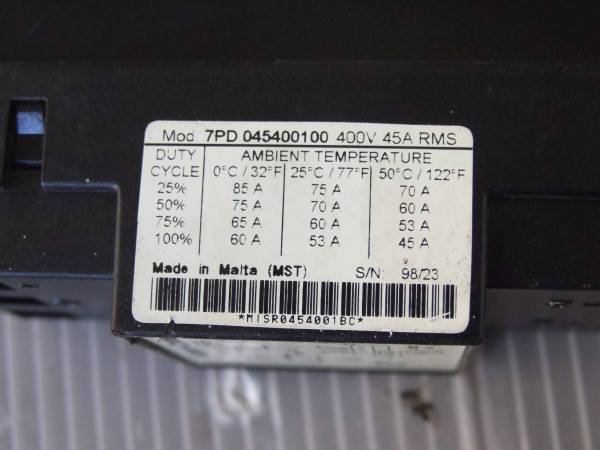 Mod. 7PD 045400100 400V 45A RMS
DUTY CYCLE AMBIENT TEMPERATURE
0°C / 32°F 25°C / 77°F 50°C / 122°F
25% 85 A 75 A 70 A
50% 75 A 70 A 60 A
75% 65 A 60 A 53 A
100% 60 A 53 A 45 A
Made in Malta (MST) S/N: 98/23
*MISR0454001BC*